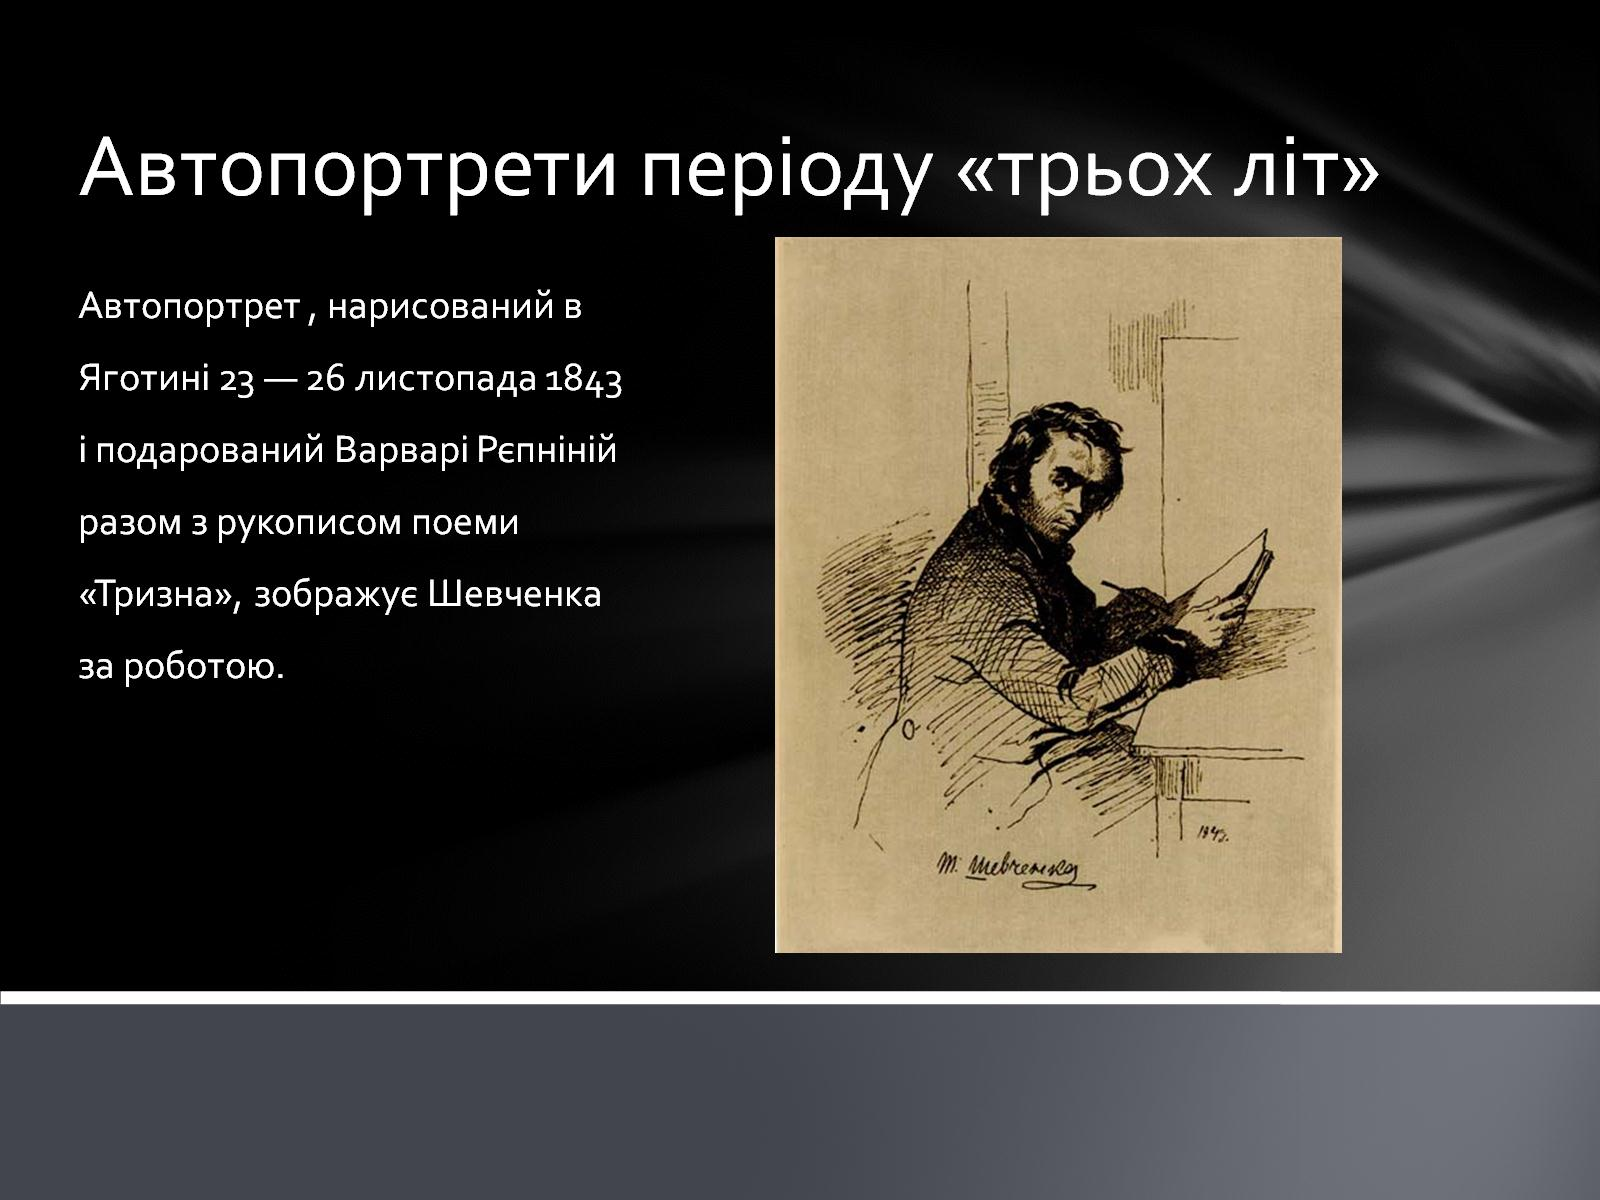 Автопортрети періоду «трьох літ»
Автопортрет , нарисований в
Яготині 23 — 26 листопада 1843
і подарований Варварі Рєпніній
разом з рукописом поеми
«Тризна», зображує Шевченка
за роботою.
1843.
Т. Шевченко